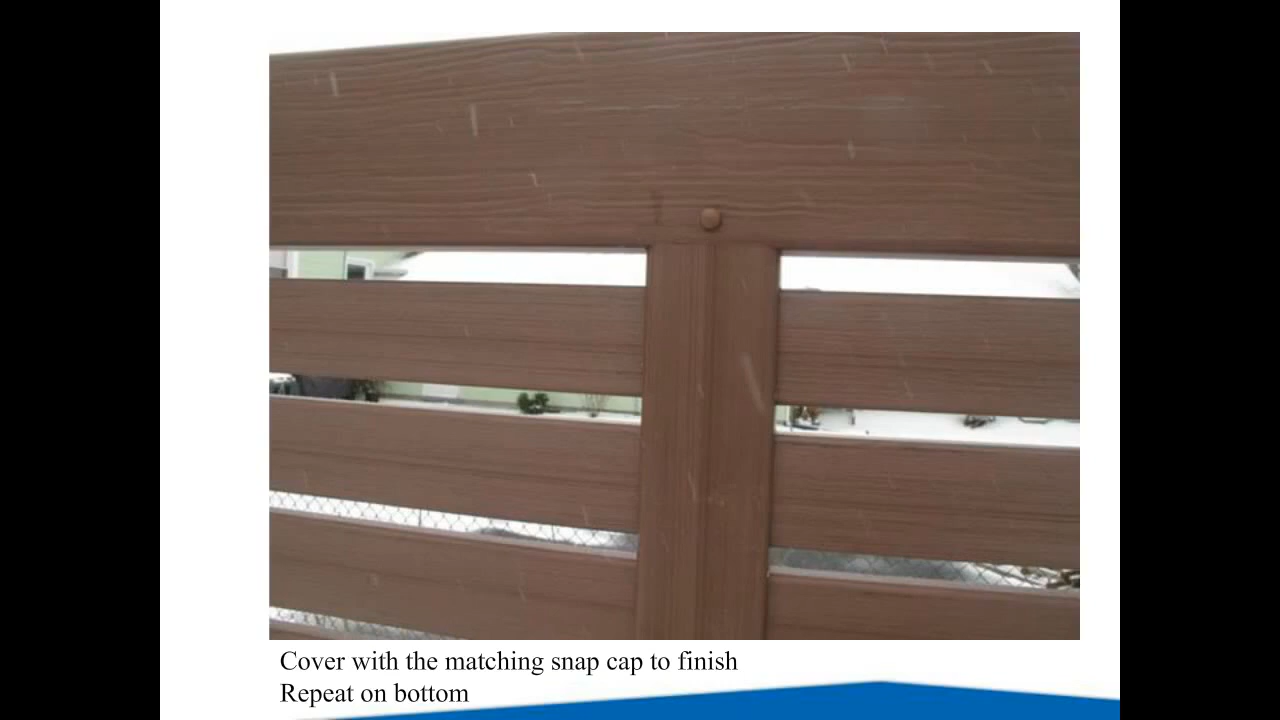 Cover with the matching snap cap to finish
Repeat on bottom